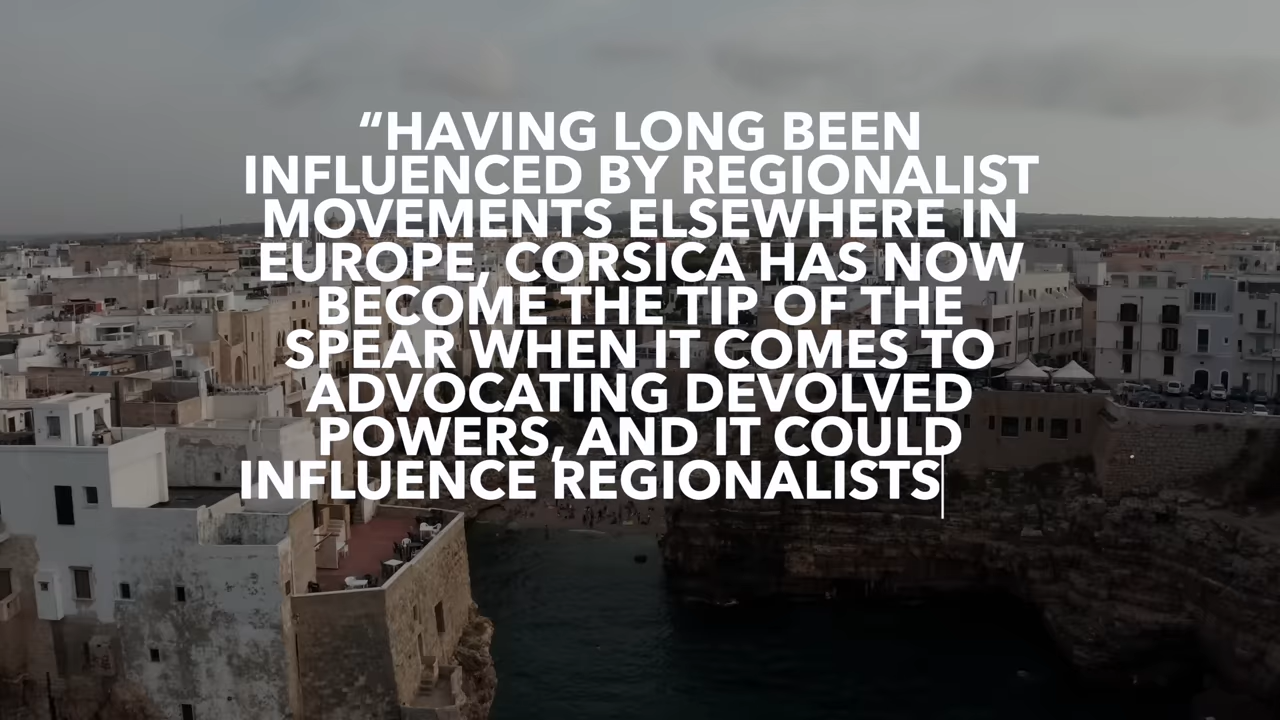 “HAVING LONG BEEN
INFLUENCED BY REGIONALIST
MOVEMENTS ELSEWHERE IN
EUROPE, CORSICA HAS NOW
BECOME THE TIP OF THE
SPEAR WHEN IT COMES TO
ADVOCATING DEVOLVED
POWERS, AND IT COULD
INFLUENCE REGIONALISTS